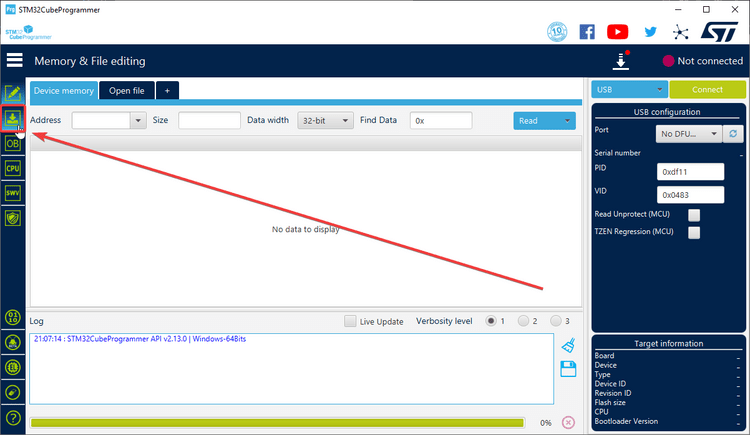 Prg STM32CubeProgrammer
STM32
CubeProgrammer
10
Memory & File editing
Not connected
Device memory Open file +
USB Connect
Address Size Data width 32-bit Find Data 0x Read
USB configuration
Port No DFU...
Serial number _
PID 0xdf11
VID 0x0483
Read Unprotect (MCU)
TZEN Regression (MCU)
OB
CPU
SWV
No data to display
Log Live Update Verbosity level 1 2 3
21:07:14 : STM32CubeProgrammer API v2.13.0 | Windows-64Bits
Target information
Board _
Device _
Type _
Device ID _
Revision ID _
Flash size _
CPU _
Bootloader Version _
01
10
?
0%